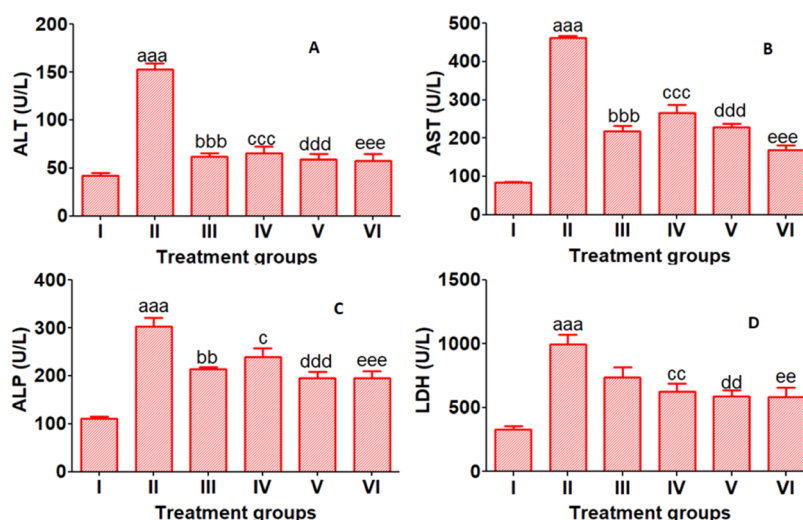 A
ALT (U/L)
200
150
100
50
0
aaa
bbb
ccc
ddd
eee
I II III IV V VI
Treatment groups
B
AST (U/L)
500
400
300
200
100
0
aaa
bbb
ccc
ddd
eee
I II III IV V VI
Treatment groups
C
ALP (U/L)
400
300
200
100
0
aaa
bb
c
ddd
eee
I II III IV V VI
Treatment groups
D
LDH (U/L)
1500
1000
500
0
aaa
cc
dd
ee
I II III IV V VI
Treatment groups